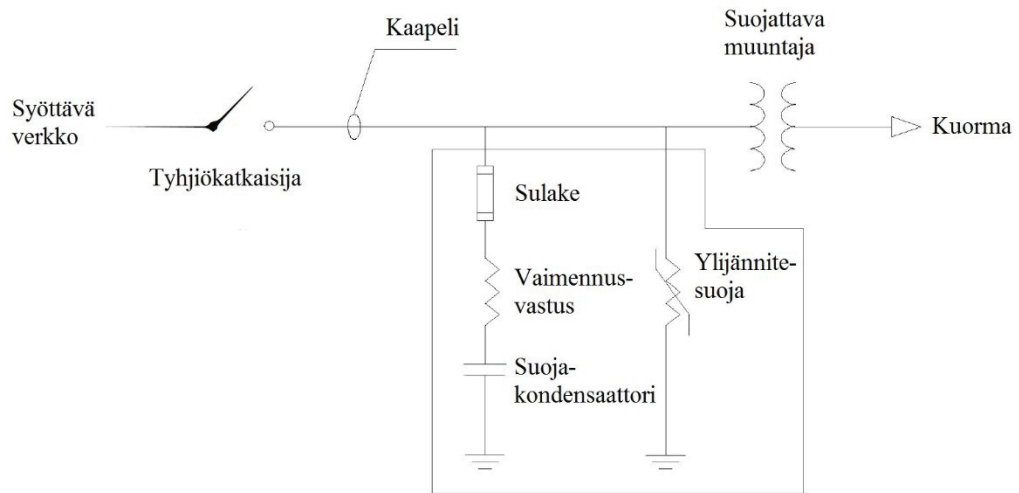 Kaapeli
Suojattava
muuntaja
Syöttävä
verkko
Kuorma
Tyhjiökatkaisija
Sulake
Vaimennus-
vastus
Ylijännite-
suoja
Suoja-
kondensaattori